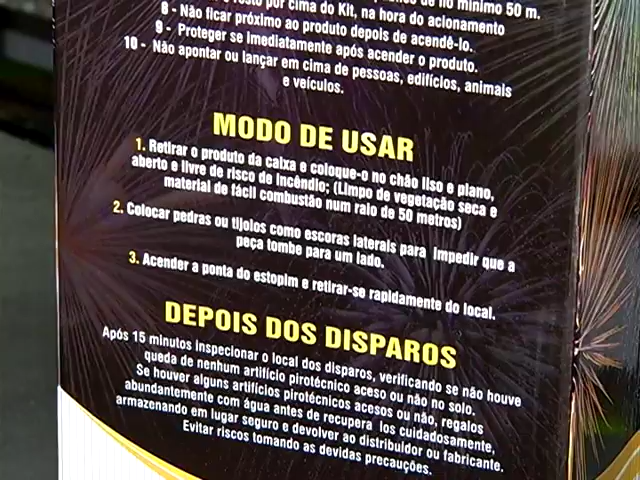 por cima do Kit, na hora do acionamento
no mínimo 50 m.
8 - Não ficar próximo ao produto depois de acendê-lo.
9 - Proteger se imediatamente após acender o produto.
10 - Não apontar ou lançar em cima de pessoas, edifícios, animais
e veículos.
MODO DE USAR
1. Retirar o produto da caixa e coloque-o no chão liso e plano,
aberto e livre de risco de incêndio; (Limpo de vegetação seca e
material de fácil combustão num raio de 50 metros)
2. Colocar pedras ou tijolos como escoras laterais para impedir que a
peça tombe para um lado.
3. Acender a ponta do estopim e retirar-se rapidamente do local.
DEPOIS DOS DISPAROS
Após 15 minutos inspecionar o local dos disparos, verificando se não houve
queda de nenhum artifício pirotécnico aceso ou não no solo.
Se houver alguns artifícios pirotécnicos acesos ou não, regalos
abundantemente com água antes de recupera los cuidadosamente,
armazenando em lugar seguro e devolver ao distribuidor ou fabricante.
Evitar riscos tomando as devidas precauções.